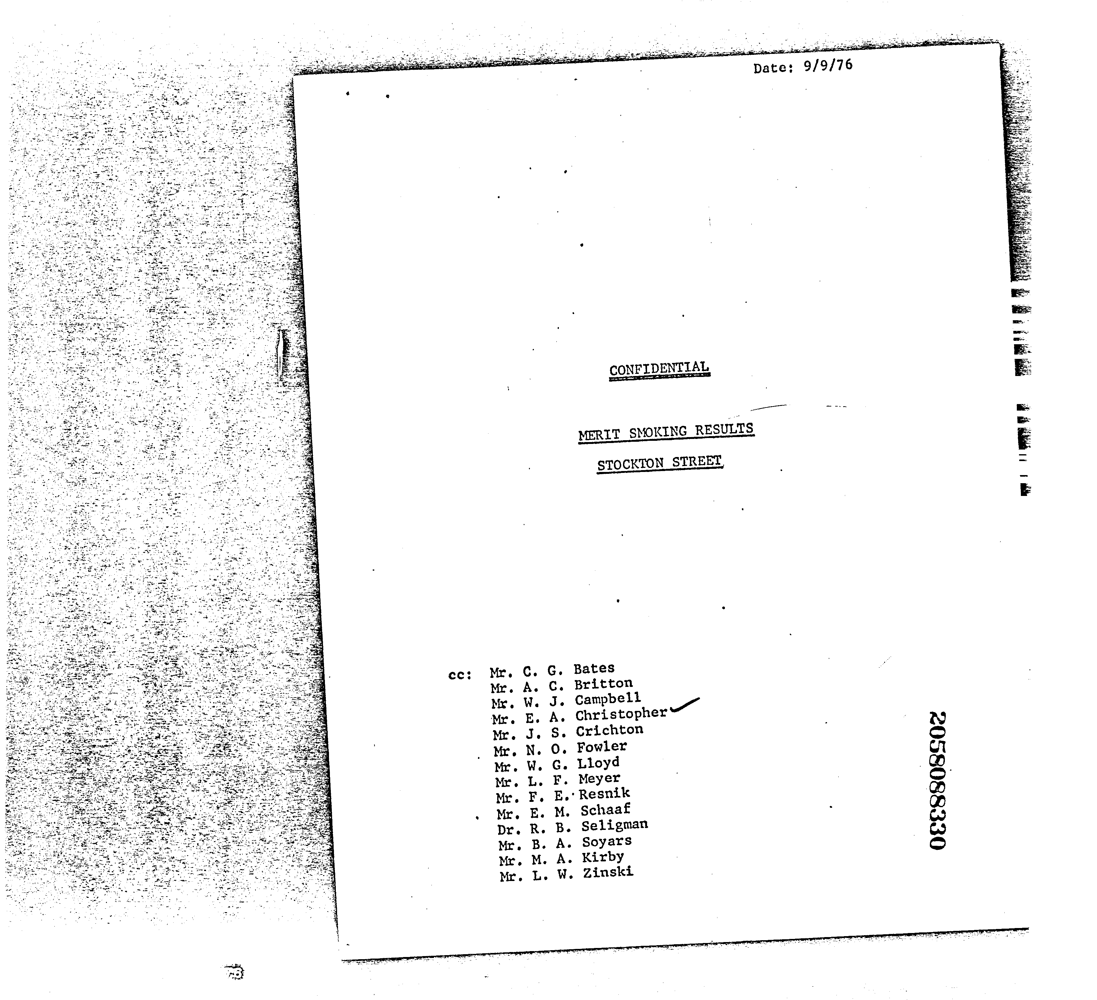 Date: 9/9/76
CONFIDENTIAL
MERIT SMOKING RESULTS
STOCKTON STREET
cc: Mr. C. G. Bates
Mr. A. C. Britton
Mr. W. J. Campbell
Mr. E. A. Christopher
Mr. J. S. Crichton
Mr. N. O. Fowler
Mr. W. G. Lloyd
Mr. L. F. Meyer
Mr. F. E. Resnik
Mr. E. M. Schaaf
Dr. R. B. Seligman
Mr. B. A. Soyars
Mr. M. A. Kirby
Mr. L. W. Zinski
2058088330